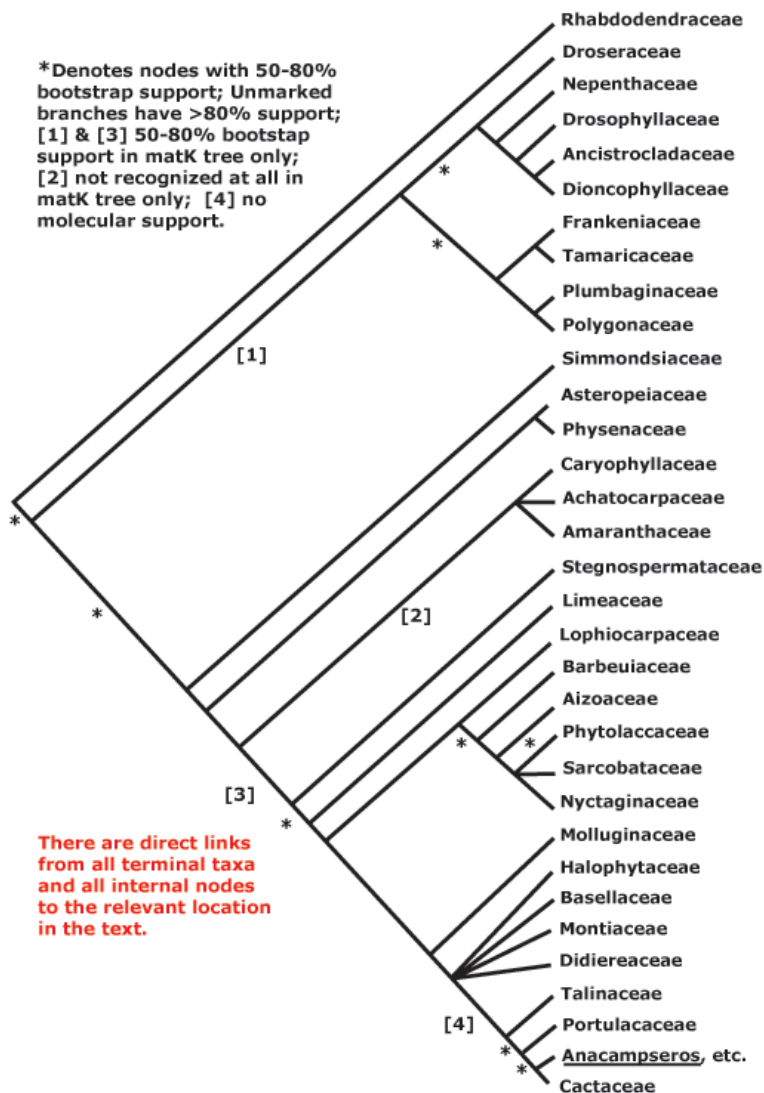 Rhabdodendraceae
Droseraceae
*Denotes nodes with 50-80%
bootstrap support; Unmarked
branches have >80% support;
[1] & [3] 50-80% bootstap
support in matK tree only;
[2] not recognized at all in
matK tree only; [4] no
molecular support.
Nepenthaceae
Drosophyllaceae
Ancistrocladaceae
*
Dioncophyllaceae
Frankeniaceae
*
Tamaricaceae
Plumbaginaceae
Polygonaceae
[1]
Simmondsiaceae
Asteropeiaceae
Physenaceae
Caryophyllaceae
Achatocarpaceae
*
Amaranthaceae
Stegnospermataceae
Limeaceae
*
[2]
Lophiocarpaceae
Barbeuiaceae
Aizoaceae
Phytolaccaceae
*
*
Sarcobataceae
[3]
Nyctaginaceae
*
Molluginaceae
There are direct links
from all terminal taxa
and all internal nodes
to the relevant location
in the text.
Halophytaceae
Basellaceae
Montiaceae
Didiereaceae
Talinaceae
[4]
Portulacaceae
*
Anacampseros, etc.
*
Cactaceae